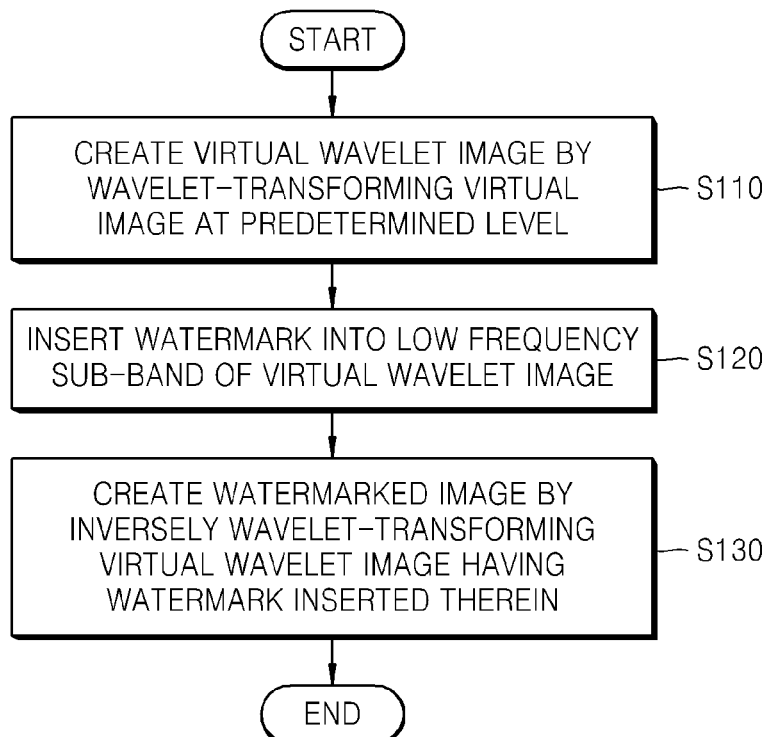 START
CREATE VIRTUAL WAVELET IMAGE BY
WAVELET-TRANSFORMING VIRTUAL
IMAGE AT PREDETERMINED LEVEL
S110
INSERT WATERMARK INTO LOW FREQUENCY
SUB-BAND OF VIRTUAL WAVELET IMAGE
S120
CREATE WATERMARKED IMAGE BY
INVERSELY WAVELET-TRANSFORMING
VIRTUAL WAVELET IMAGE HAVING
WATERMARK INSERTED THEREIN
S130
END